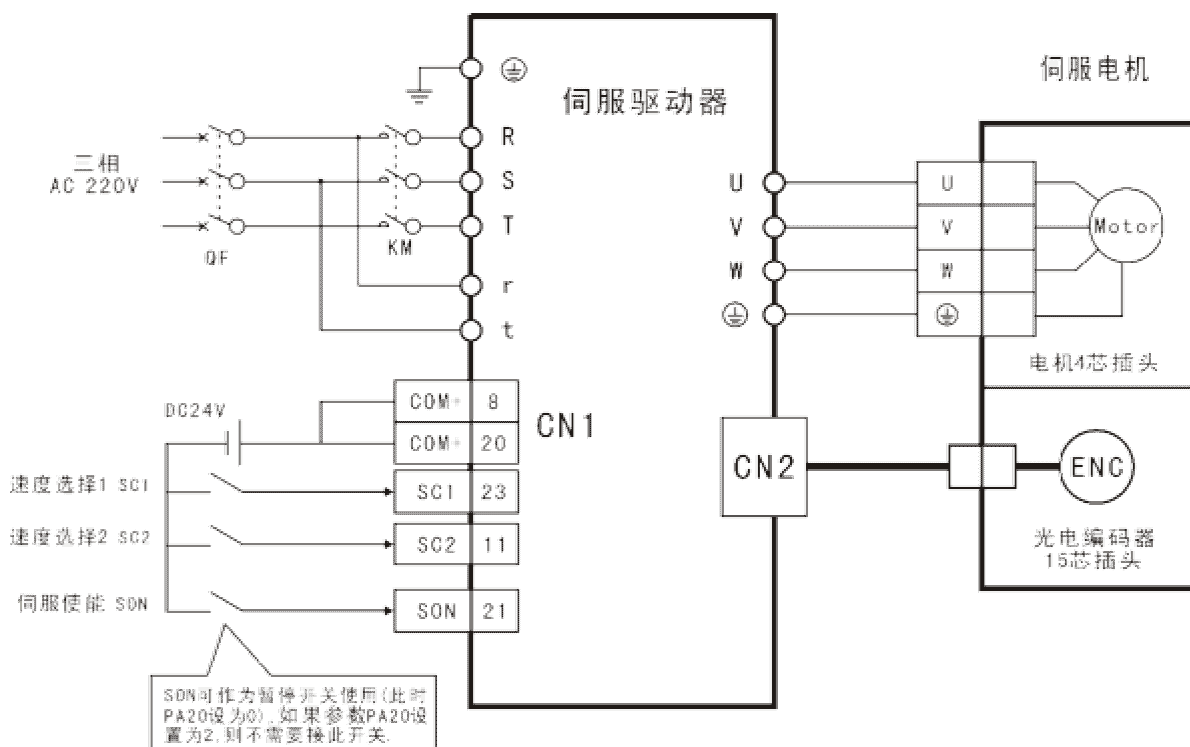 伺服电机
伺服驱动器
R
S
T
r
t
三相
AC 220V
QF
KM
U
V
W
U
V
W
Motor
电机4芯插头
DC24V
COM+ 8
COM+ 20
CN1
速度选择1 SC1
SC1 23
速度选择2 SC2
SC2 11
伺服使能 SON
SON 21
CN2
ENC
光电编码器
15芯插头
SON可作为暂停开关使用(此时
PA20设为0),如果参数PA20设
置为2,则不需要接此开关.